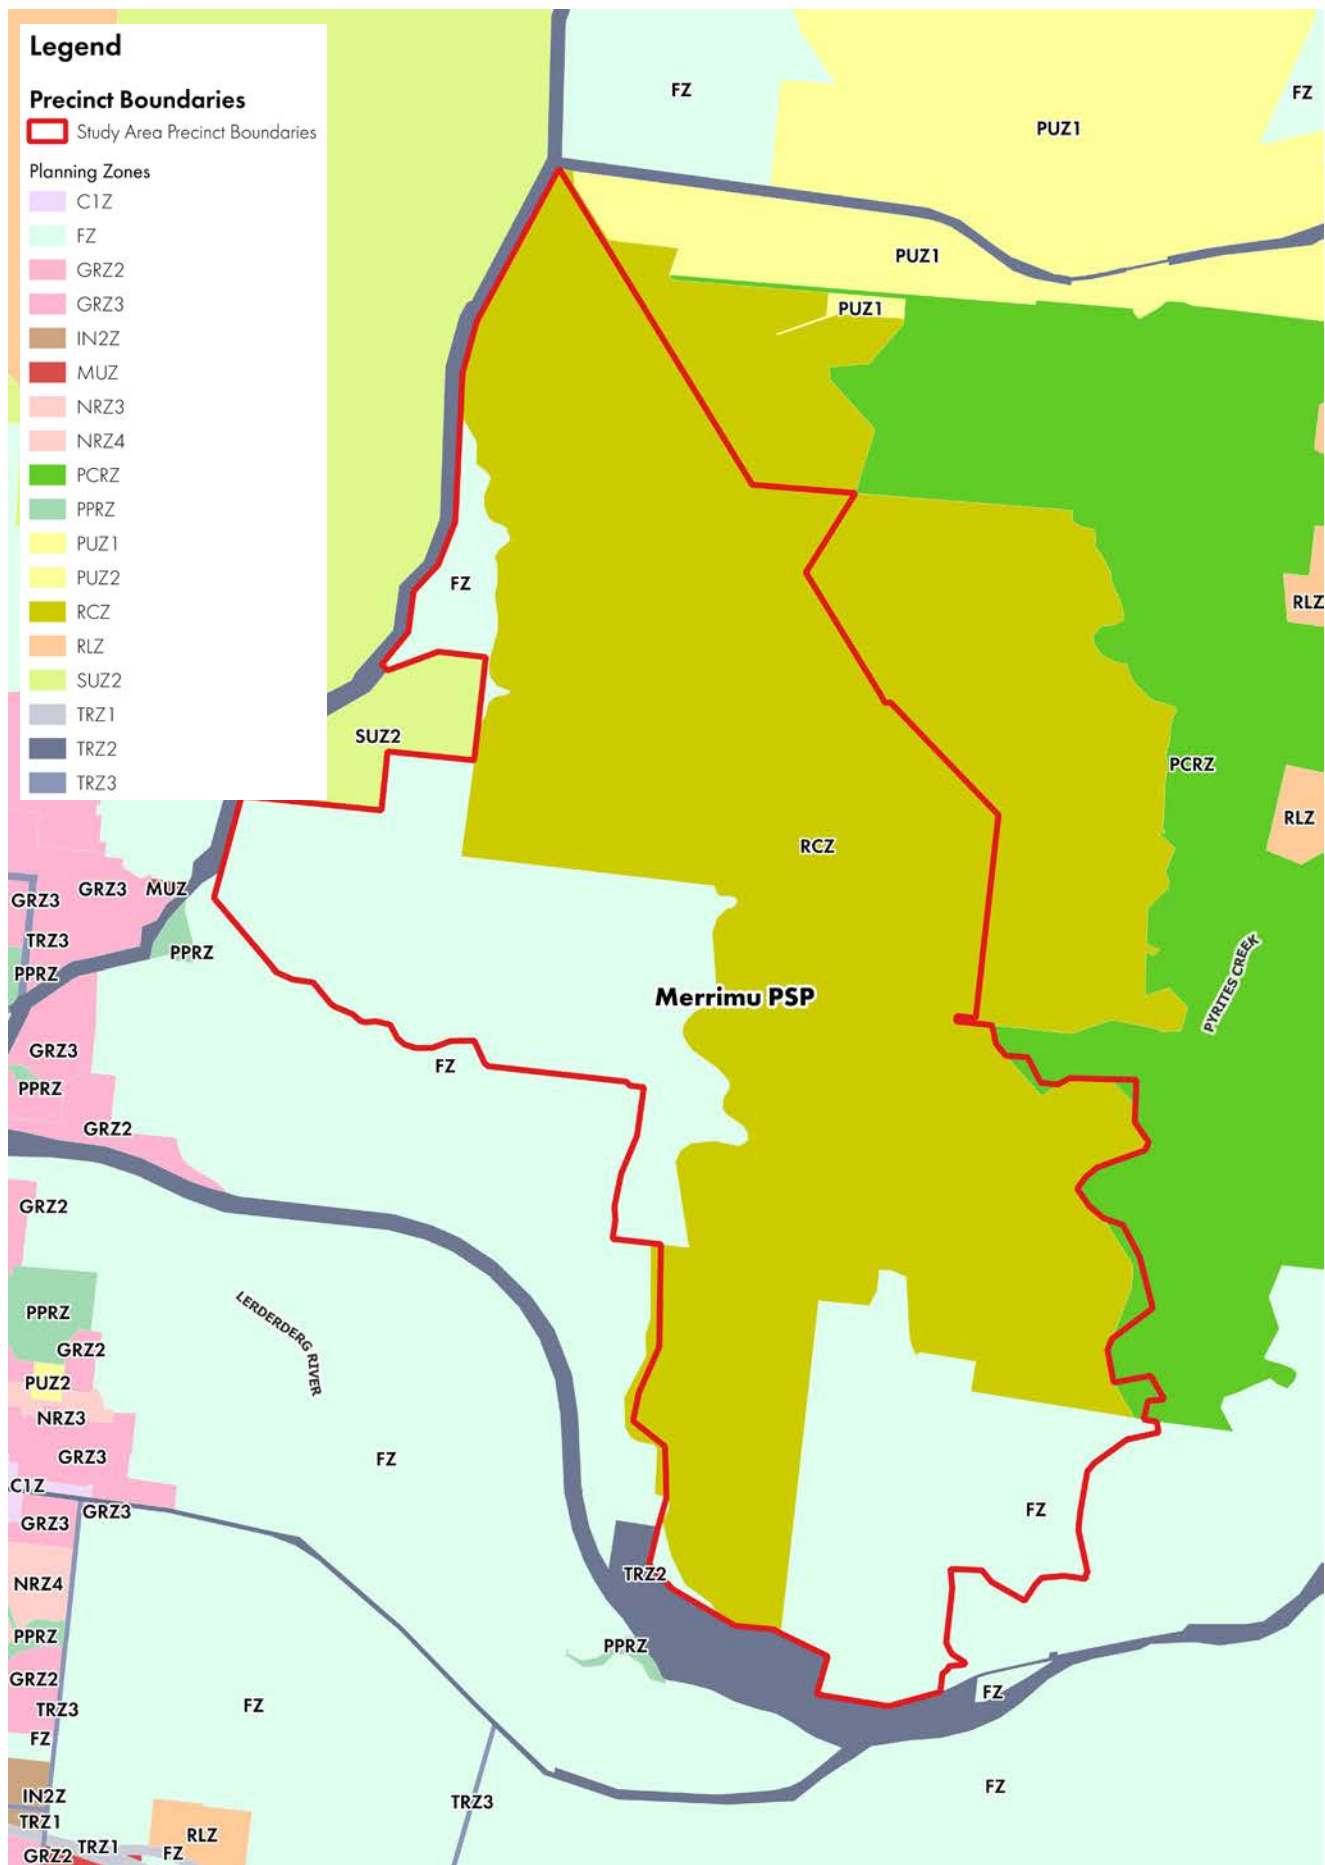 Legend
Precinct Boundaries
Study Area Precinct Boundaries
Planning Zones
C1Z
FZ
GRZ2
GRZ3
IN2Z
MUZ
NRZ3
NRZ4
PCRZ
PPRZ
PUZ1
PUZ2
RCZ
RLZ
SUZ2
TRZ1
TRZ2
TRZ3
FZ
FZ
PUZ1
PUZ1
PUZ1
FZ
RLZ
SUZ2
PCRZ
RLZ
RCZ
GRZ3
MUZ
GRZ3
TRZ3
PPRZ
PPRZ
PYRITES CREEK
Merrimu PSP
GRZ3
FZ
PPRZ
GRZ2
GRZ2
LERDERDERG RIVER
PPRZ
GRZ2
PUZ2
NRZ3
GRZ3
FZ
C1Z
GRZ3
GRZ3
FZ
NRZ4
TRZ2
PPRZ
PPRZ
GRZ2
FZ
TRZ3
FZ
FZ
FZ
IN2Z
TRZ3
TRZ1
RLZ
TRZ1
FZ
GRZ2